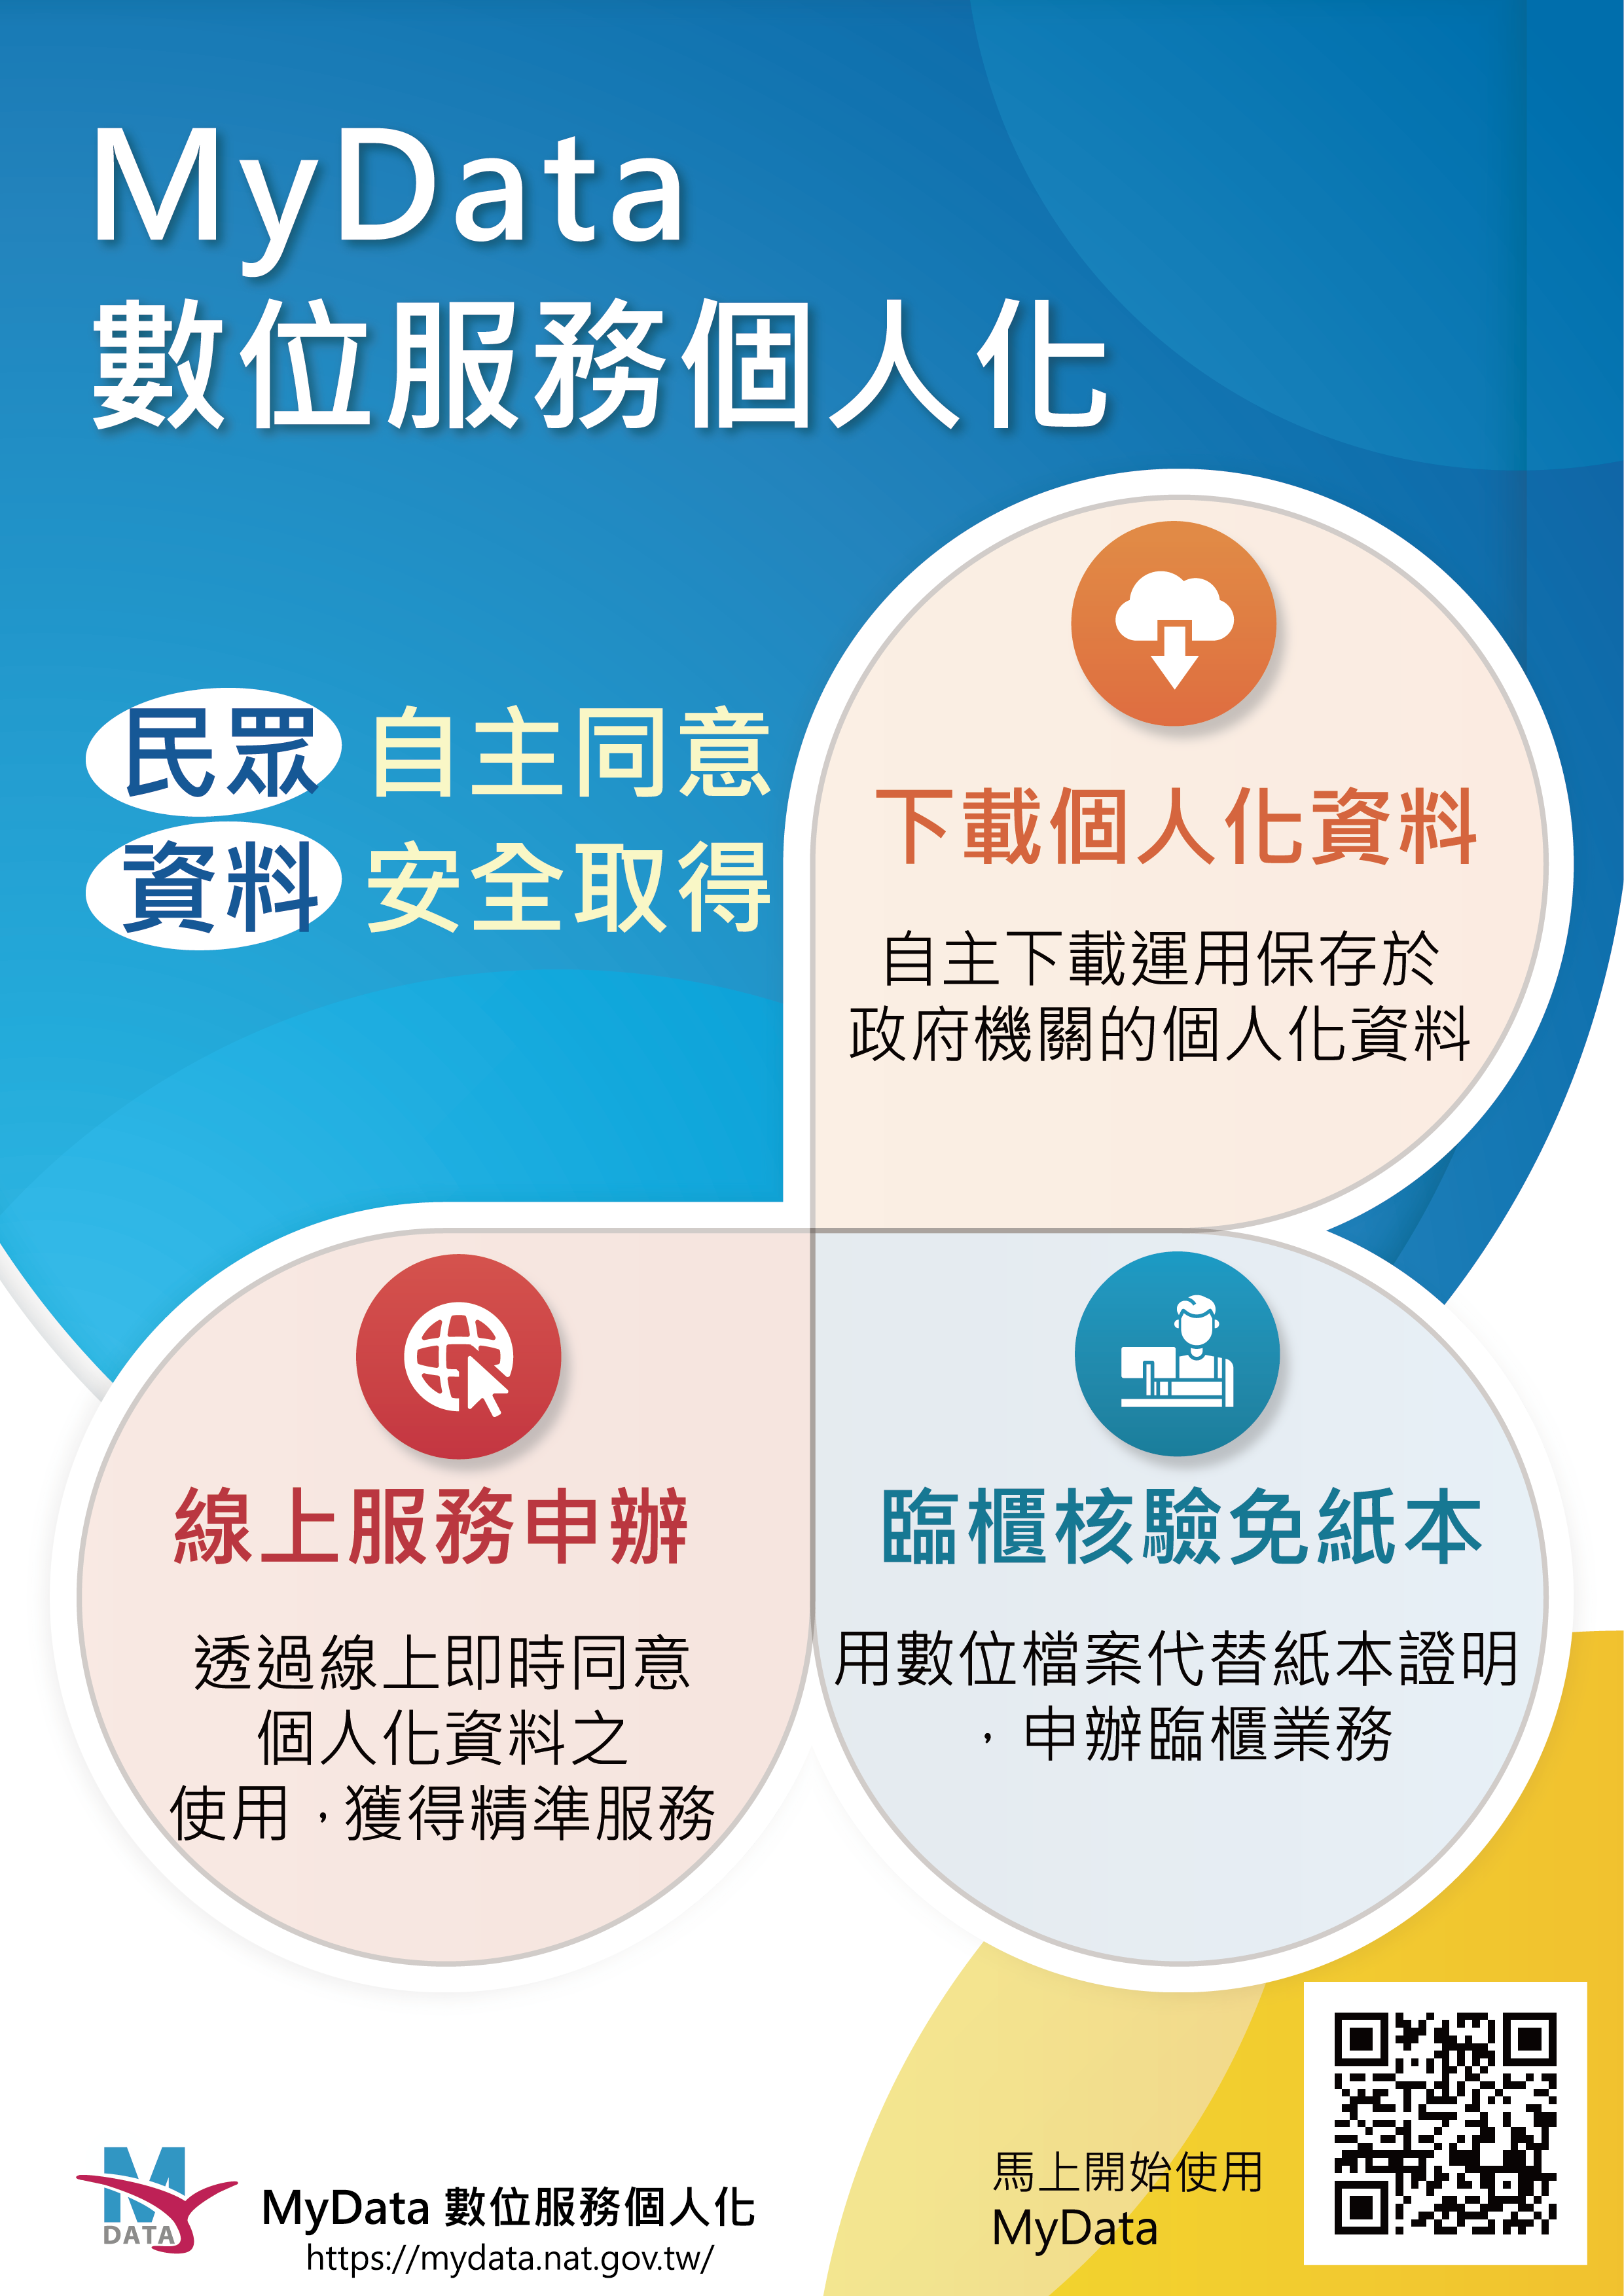 MyData
數位服務個人化
民眾 自主同意
資料 安全取得
下載個人化資料
自主下載運用保存於
政府機關的個人化資料
線上服務申辦
透過線上即時同意
個人化資料之
使用，獲得精準服務
臨櫃核驗免紙本
用數位檔案代替紙本證明
，申辦臨櫃業務
M
DATA
MyData 數位服務個人化
https://mydata.nat.gov.tw/
馬上開始使用
MyData